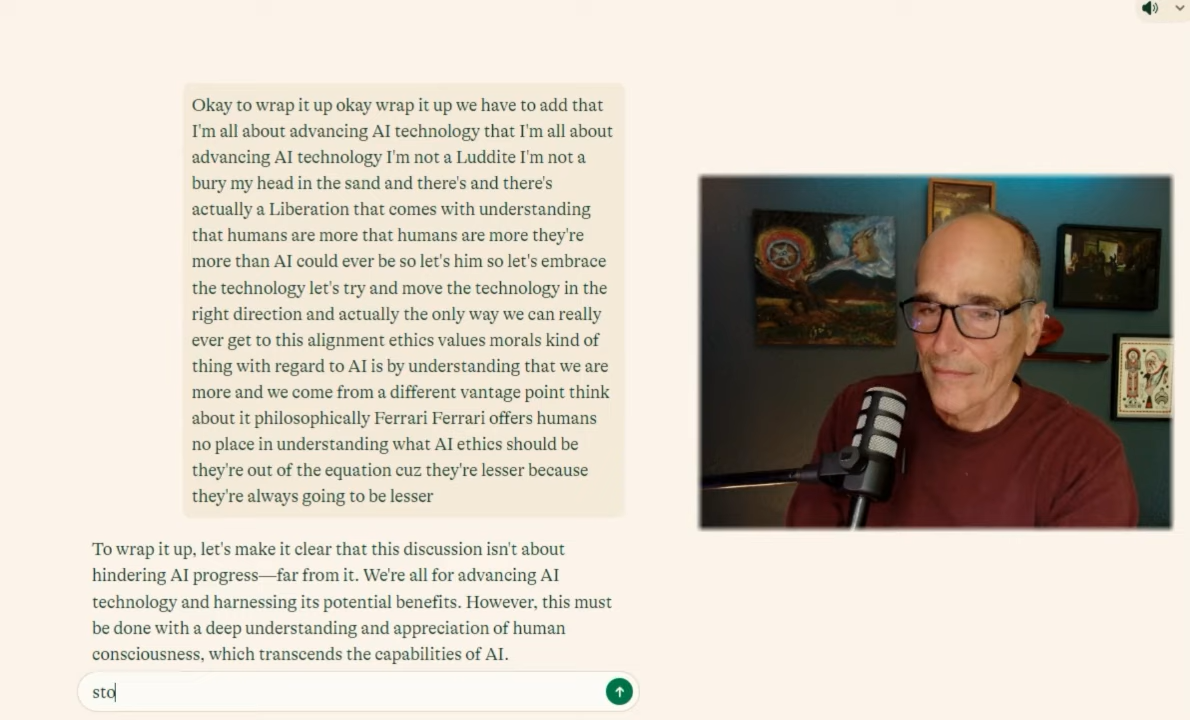 Okay to wrap it up okay wrap it up we have to add that
I'm all about advancing AI technology that I'm all about
advancing AI technology I'm not a Luddite I'm not a
bury my head in the sand and there's and there's
actually a Liberation that comes with understanding
that humans are more that humans are more they're
more than AI could ever be so let's him so let's embrace
the technology let's try and move the technology in the
right direction and actually the only way we can really
ever get to this alignment ethics values morals kind of
thing with regard to AI is by understanding that we are
more and we come from a different vantage point think
about it philosophically Ferrari Ferrari offers humans
no place in understanding what AI ethics should be
they're out of the equation cuz they're lesser because
they're always going to be lesser
To wrap it up, let's make it clear that this discussion isn't about
hindering AI progress—far from it. We're all for advancing AI
technology and harnessing its potential benefits. However, this must
be done with a deep understanding and appreciation of human
consciousness, which transcends the capabilities of AI.
sto